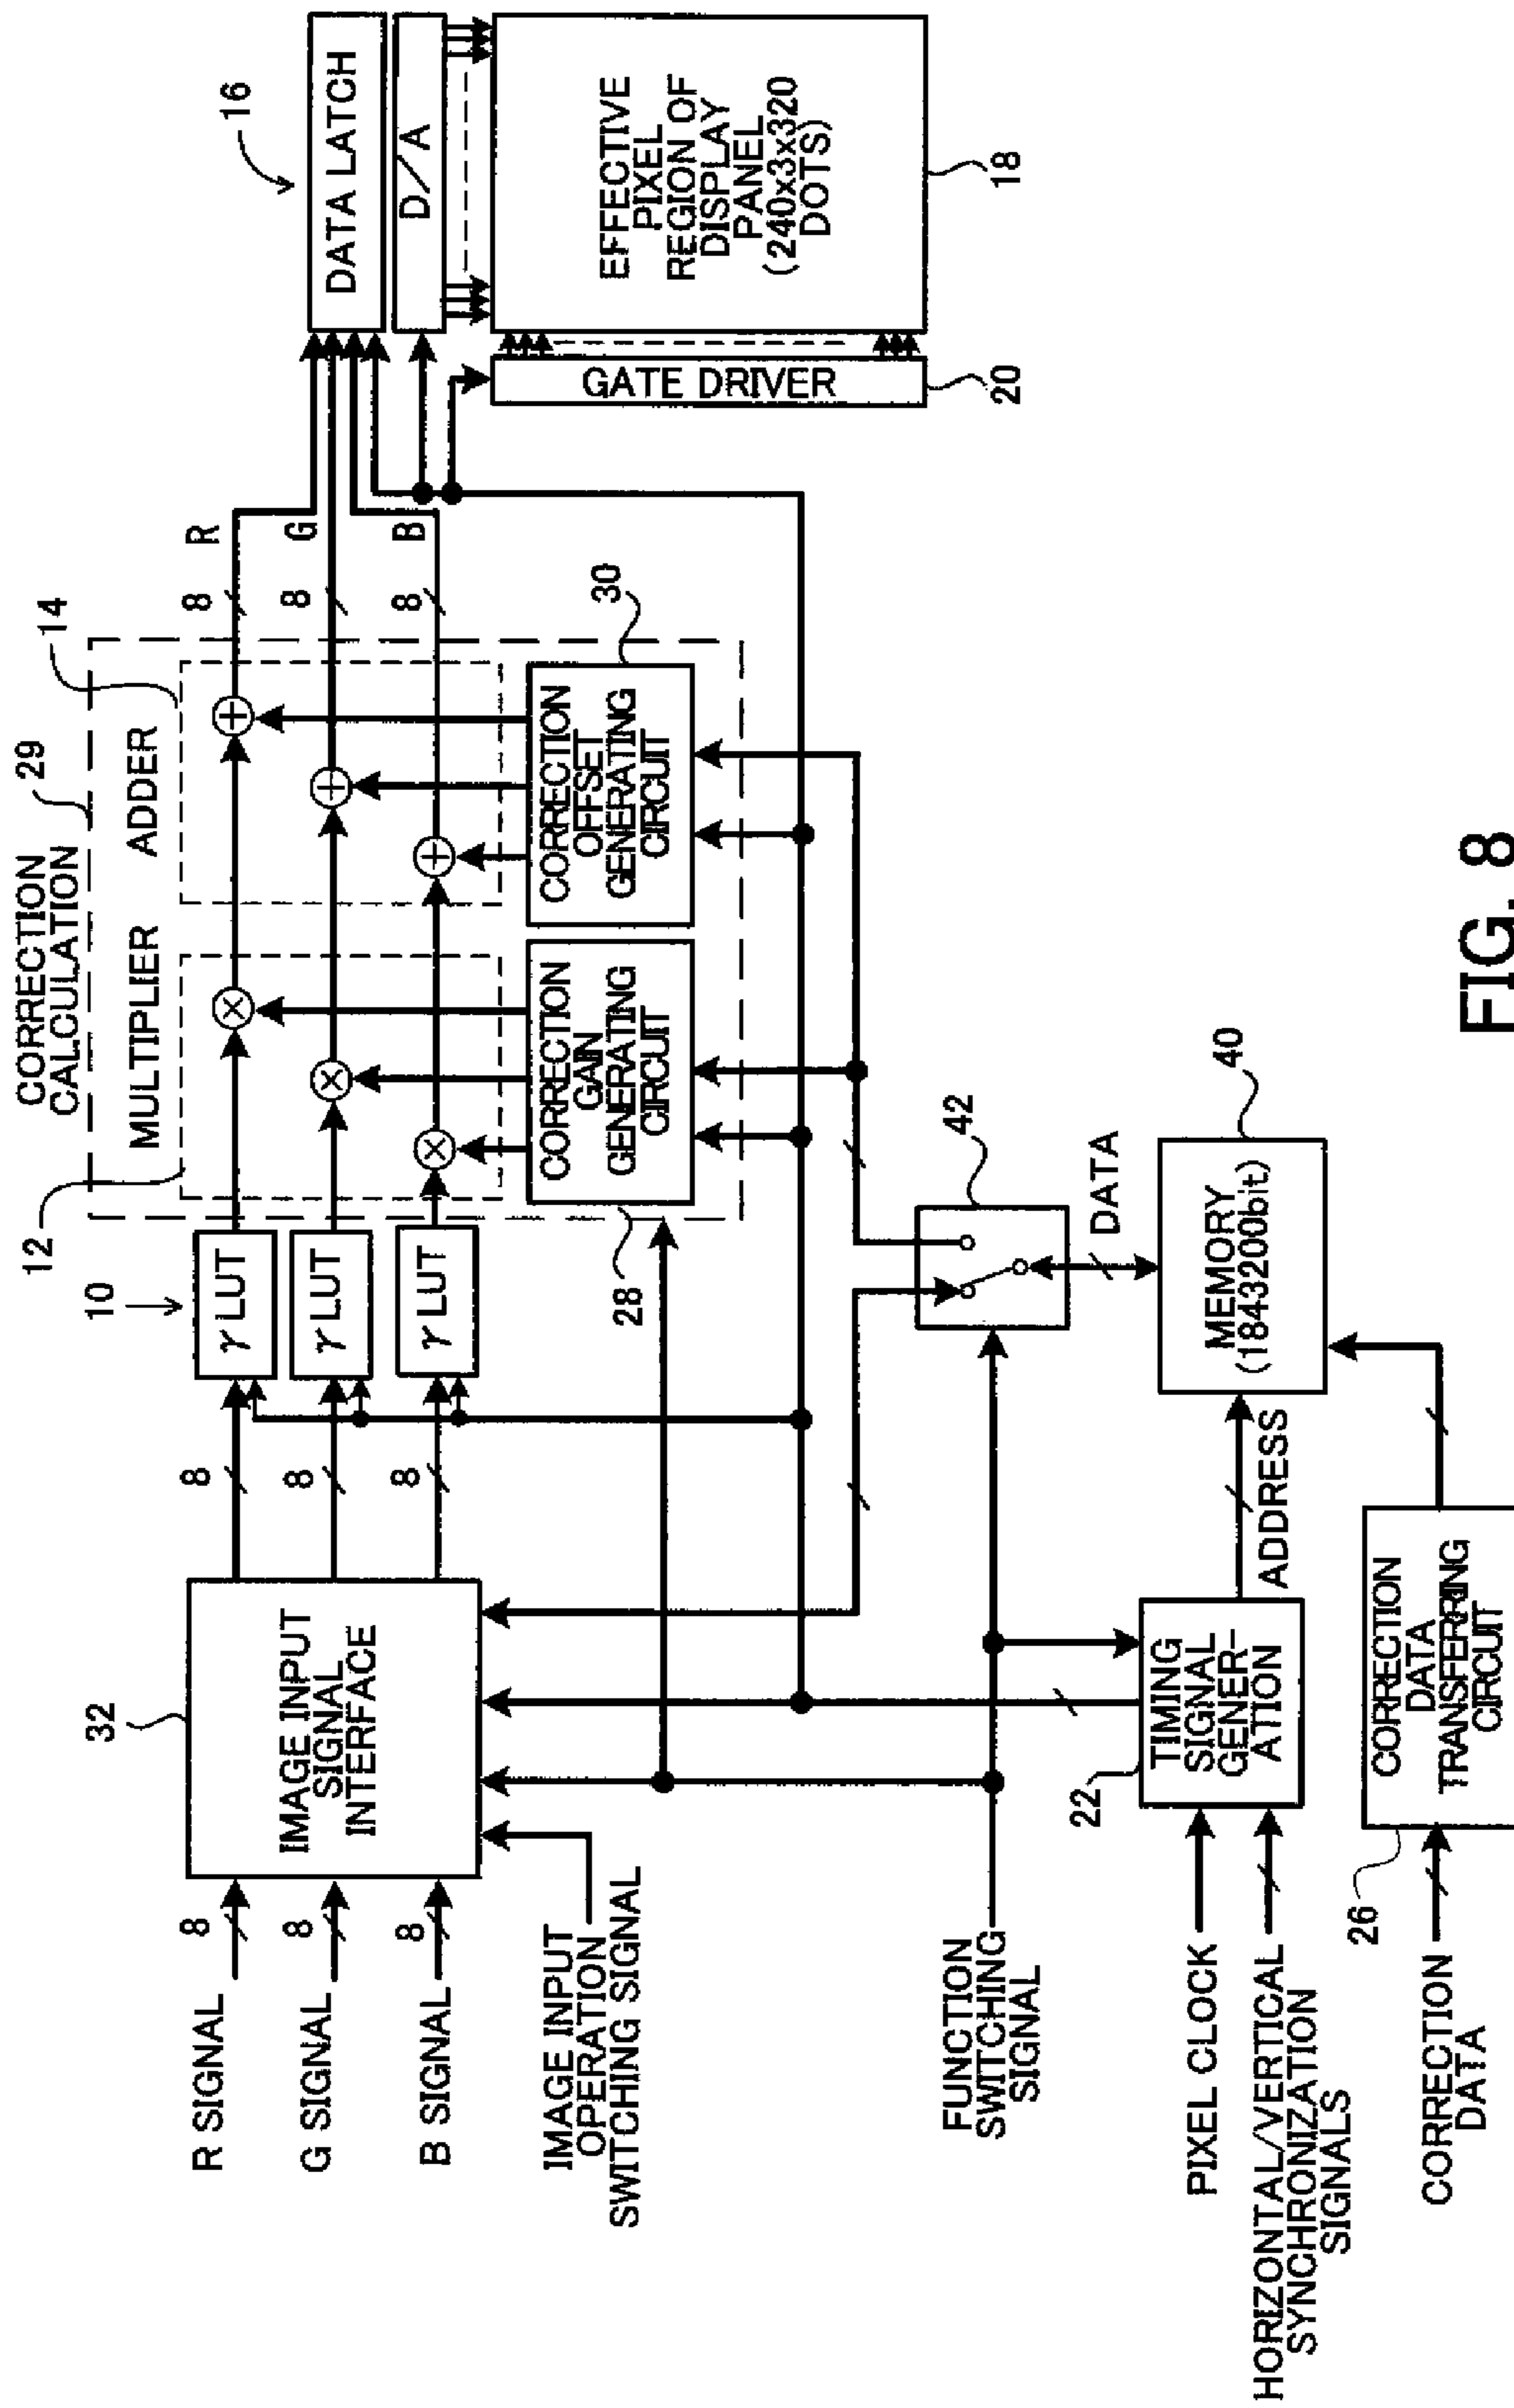 CORRECTION
CALCULATION
29
MULTIPLIER
ADDER
14
12
10
16
32
R SIGNAL
8
G SIGNAL
8
B SIGNAL
8
IMAGE INPUT
SIGNAL
INTERFACE
8
8
8
γ LUT
γ LUT
γ LUT
×
×
×
+
+
+
8
R
8
G
8
B
DATA LATCH
D/A
EFFECTIVE
PIXEL
REGION OF
DISPLAY
PANEL
(240x3x320
DOTS)
18
GATE DRIVER
20
CORRECTION
GAIN
GENERATING
CIRCUIT
28
CORRECTION
OFFSET
GENERATING
CIRCUIT
30
IMAGE INPUT
OPERATION
SWITCHING SIGNAL
FUNCTION
SWITCHING
SIGNAL
42
DATA
PIXEL CLOCK
HORIZONTAL/VERTICAL
SYNCHRONIZATION
SIGNALS
22
TIMING
SIGNAL
GENER-
ATION
ADDRESS
MEMORY
(1843200bit)
40
CORRECTION
DATA
26
CORRECTION
DATA
TRANSFERRING
CIRCUIT
FIG. 8